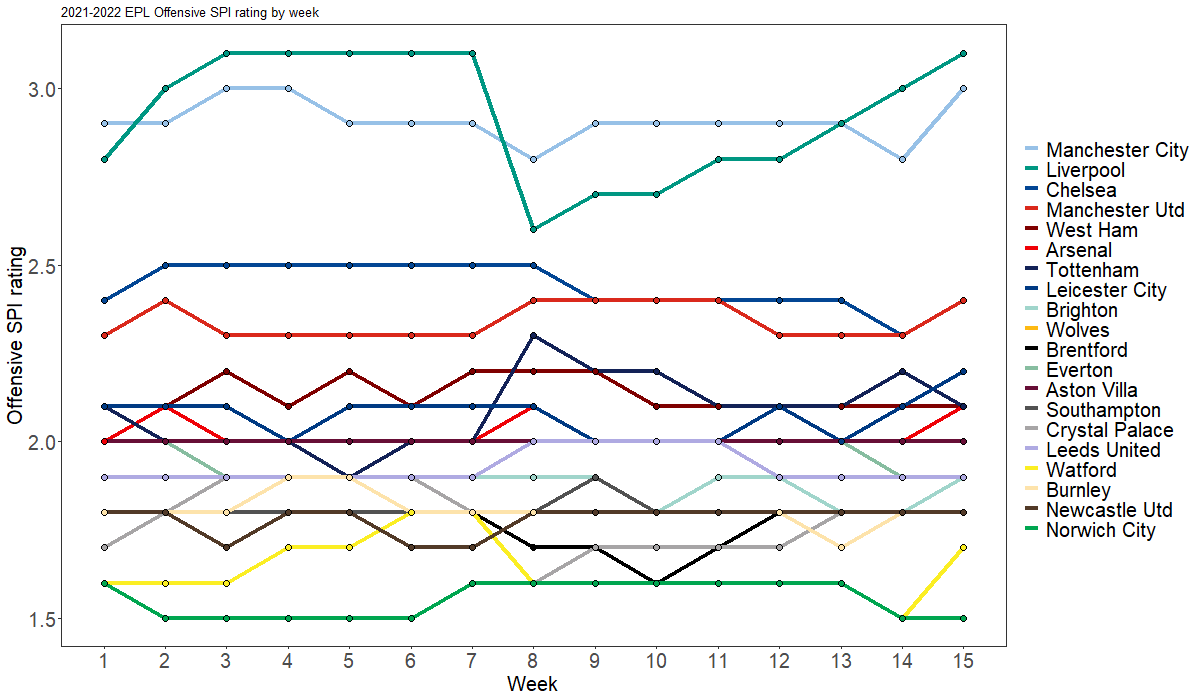 2021-2022 EPL Offensive SPI rating by week
Offensive SPI rating
3.0
2.5
2.0
1.5
1 2 3 4 5 6 7 8 9 10 11 12 13 14 15
Week
Manchester City
Liverpool
Chelsea
Manchester Utd
West Ham
Arsenal
Tottenham
Leicester City
Brighton
Wolves
Brentford
Everton
Aston Villa
Southampton
Crystal Palace
Leeds United
Watford
Burnley
Newcastle Utd
Norwich City